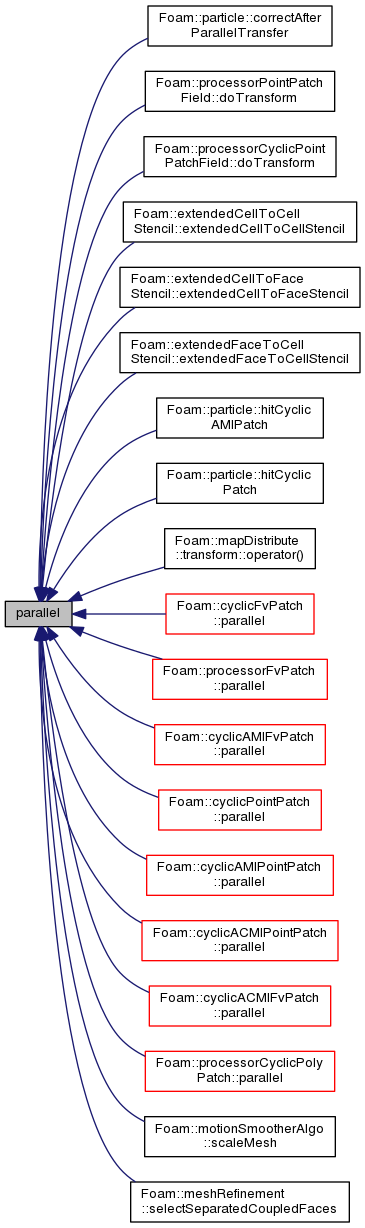 Foam::particle::correctAfter
ParallelTransfer
Foam::processorPointPatch
Field::doTransform
Foam::processorCyclicPoint
PatchField::doTransform
Foam::extendedCellToCell
Stencil::extendedCellToCellStencil
Foam::extendedCellToFace
Stencil::extendedCellToFaceStencil
Foam::extendedFaceToCell
Stencil::extendedFaceToCellStencil
Foam::particle::hitCyclic
AMIPatch
Foam::particle::hitCyclic
Patch
Foam::mapDistribute
::transform::operator()
parallel
Foam::cyclicFvPatch
::parallel
Foam::processorFvPatch
::parallel
Foam::cyclicAMIFvPatch
::parallel
Foam::cyclicPointPatch
::parallel
Foam::cyclicAMIPointPatch
::parallel
Foam::cyclicACMIPointPatch
::parallel
Foam::cyclicACMIFvPatch
::parallel
Foam::processorCyclicPoly
Patch::parallel
Foam::motionSmootherAlgo
::scaleMesh
Foam::meshRefinement
::selectSeparatedCoupledFaces